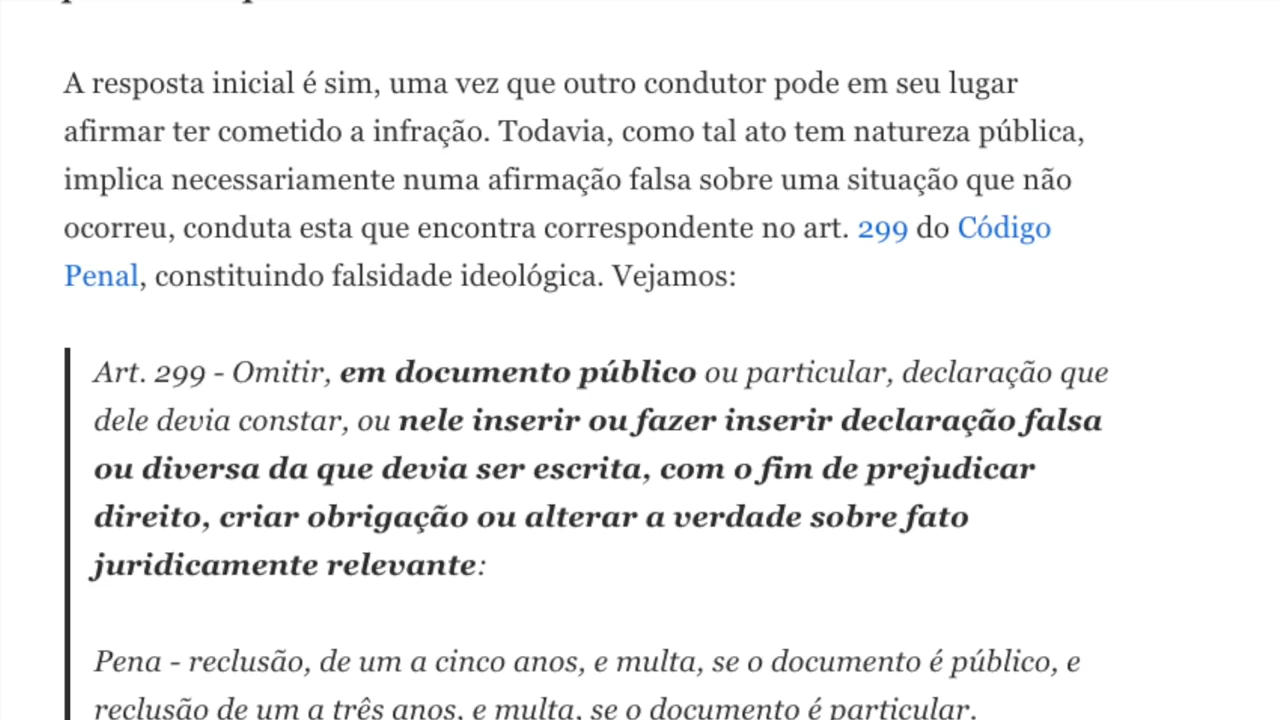 A resposta inicial é sim, uma vez que outro condutor pode em seu lugar
afirmar ter cometido a infração. Todavia, como tal ato tem natureza pública,
implica necessariamente numa afirmação falsa sobre uma situação que não
ocorreu, conduta esta que encontra correspondente no art. 299 do Código
Penal, constituindo falsidade ideológica. Vejamos:
Art. 299 - Omitir, em documento público ou particular, declaração que
dele devia constar, ou nele inserir ou fazer inserir declaração falsa
ou diversa da que devia ser escrita, com o fim de prejudicar
direito, criar obrigação ou alterar a verdade sobre fato
juridicamente relevante:
Pena - reclusão, de um a cinco anos, e multa, se o documento é público, e
reclusão de um a três anos, e multa, se o documento é particular.